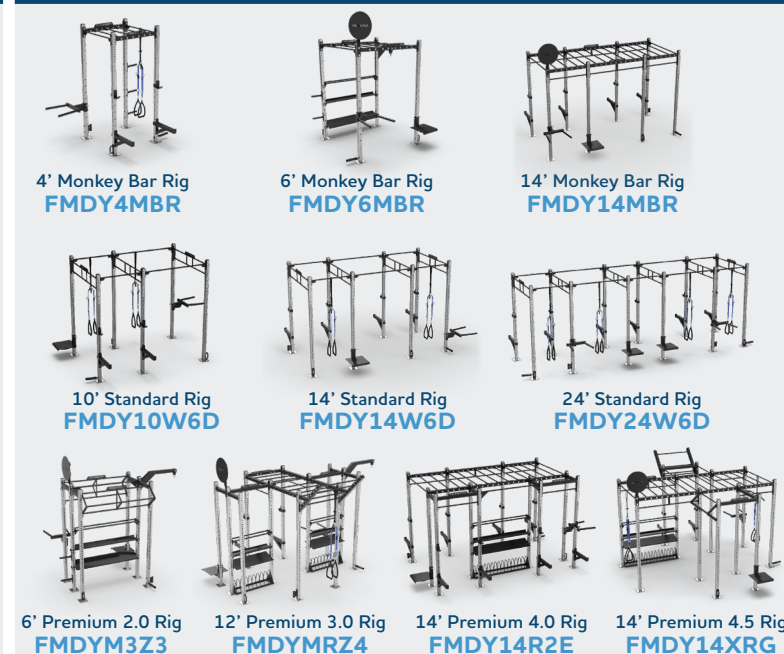 4’ Monkey Bar Rig
FMDY4MBR
6’ Monkey Bar Rig
FMDY6MBR
14’ Monkey Bar Rig
FMDY14MBR
10’ Standard Rig
FMDY10W6D
14’ Standard Rig
FMDY14W6D
24’ Standard Rig
FMDY24W6D
6’ Premium 2.0 Rig
FMDYM3Z3
12’ Premium 3.0 Rig
FMDYMRZ4
14’ Premium 4.0 Rig
FMDY14R2E
14’ Premium 4.5 Rig
FMDY14XRG